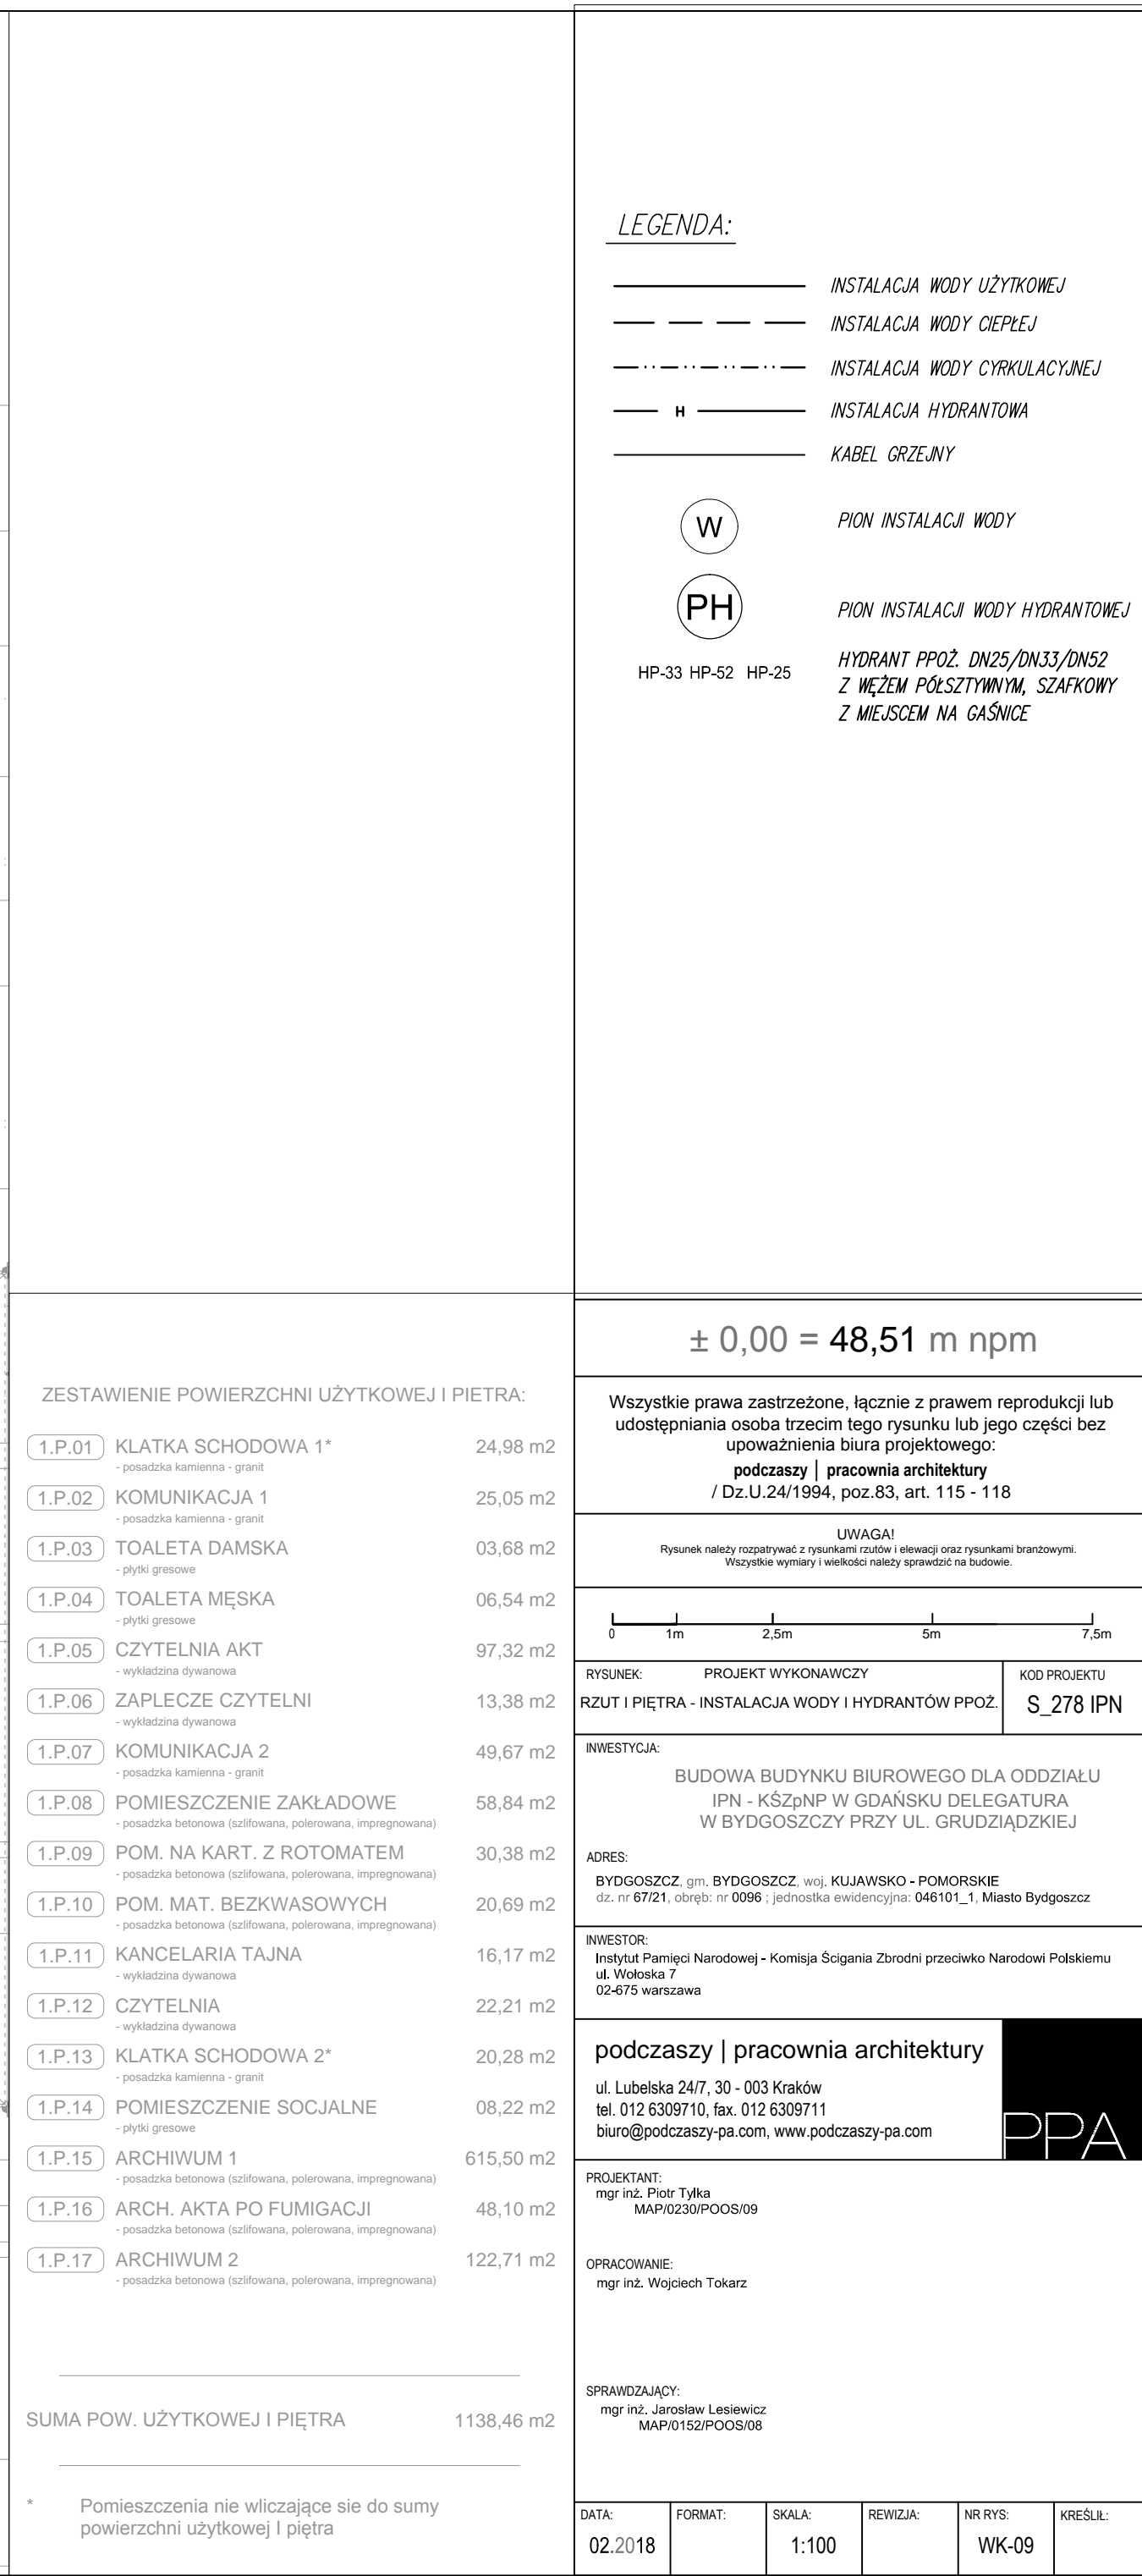 LEGENDA:
INSTALACJA WODY UŻYTKOWEJ
INSTALACJA WODY CIEPŁEJ
INSTALACJA WODY CYRKULACYJNEJ
H INSTALACJA HYDRANTOWA
KABEL GRZEJNY
W PION INSTALACJI WODY
PH PION INSTALACJI WODY HYDRANTOWEJ
HP-33 HP-52 HP-25 HYDRANT PPOŻ. DN25/DN33/DN52
Z WĘŻEM PÓŁSZTYWNYM, SZAFKOWY
Z MIEJSCEM NA GAŚNICE
ZESTAWIENIE POWIERZCHNI UŻYTKOWEJ I PIETRA:
1.P.01 KLATKA SCHODOWA 1* 24,98 m2
- posadzka kamienna - granit
1.P.02 KOMUNIKACJA 1 25,05 m2
- posadzka kamienna - granit
1.P.03 TOALETA DAMSKA 03,68 m2
- płytki gresowe
1.P.04 TOALETA MĘSKA 06,54 m2
- płytki gresowe
1.P.05 CZYTELNIA AKT 97,32 m2
- wykładzina dywanowa
1.P.06 ZAPLECZE CZYTELNI 13,38 m2
- wykładzina dywanowa
1.P.07 KOMUNIKACJA 2 49,67 m2
- posadzka kamienna - granit
1.P.08 POMIESZCZENIE ZAKŁADOWE 58,84 m2
- posadzka betonowa (szlifowana, polerowana, impregnowana)
1.P.09 POM. NA KART. Z ROTOMATEM 30,38 m2
- posadzka betonowa (szlifowana, polerowana, impregnowana)
1.P.10 POM. MAT. BEZKWASOWYCH 20,69 m2
- posadzka betonowa (szlifowana, polerowana, impregnowana)
1.P.11 KANCELARIA TAJNA 16,17 m2
- wykładzina dywanowa
1.P.12 CZYTELNIA 22,21 m2
- wykładzina dywanowa
1.P.13 KLATKA SCHODOWA 2* 20,28 m2
- posadzka kamienna - granit
1.P.14 POMIESZCZENIE SOCJALNE 08,22 m2
- płytki gresowe
1.P.15 ARCHIWUM 1 615,50 m2
- posadzka betonowa (szlifowana, polerowana, impregnowana)
1.P.16 ARCH. AKTA PO FUMIGACJI 48,10 m2
- posadzka betonowa (szlifowana, polerowana, impregnowana)
1.P.17 ARCHIWUM 2 122,71 m2
- posadzka betonowa (szlifowana, polerowana, impregnowana)
SUMA POW. UŻYTKOWEJ I PIĘTRA 1138,46 m2
* Pomieszczenia nie wliczające sie do sumy
powierzchni użytkowej I piętra
± 0,00 = 48,51 m npm
Wszystkie prawa zastrzeżone, łącznie z prawem reprodukcji lub
udostępniania osoba trzecim tego rysunku lub jego części bez
upoważnienia biura projektowego:
podczaszy | pracownia architektury
/ Dz.U.24/1994, poz.83, art. 115 - 118
UWAGA!
Rysunek należy rozpatrywać z rysunkami rzutów i elewacji oraz rysunkami branżowymi.
Wszystkie wymiary i wielkości należy sprawdzić na budowie.
0 1m 2,5m 5m 7,5m
RYSUNEK: PROJEKT WYKONAWCZY
RZUT I PIĘTRA - INSTALACJA WODY I HYDRANTÓW PPOŻ.
KOD PROJEKTU
S_278 IPN
INWESTYCJA:
BUDOWA BUDYNKU BIUROWEGO DLA ODDZIAŁU
IPN - KŚZpNP W GDAŃSKU DELEGATURA
W BYDGOSZCZY PRZY UL. GRUDZIĄDZKIEJ
ADRES:
BYDGOSZCZ, gm. BYDGOSZCZ, woj. KUJAWSKO - POMORSKIE
dz. nr 67/21, obręb: nr 0096 ; jednostka ewidencyjna: 046101_1, Miasto Bydgoszcz
INWESTOR:
Instytut Pamięci Narodowej - Komisja Ścigania Zbrodni przeciwko Narodowi Polskiemu
ul. Wołoska 7
02-675 warszawa
podczaszy | pracownia architektury
ul. Lubelska 24/7, 30 - 003 Kraków
tel. 012 6309710, fax. 012 6309711
biuro@podczaszy-pa.com, www.podczaszy-pa.com
PPA
PROJEKTANT:
mgr inż. Piotr Tylka
MAP/0230/POOS/09
OPRACOWANIE:
mgr inż. Wojciech Tokarz
SPRAWDZAJĄCY:
mgr inż. Jarosław Lesiewicz
MAP/0152/POOS/08
DATA: FORMAT: SKALA: REWIZJA: NR RYS: KREŚLIŁ:
02.2018 1:100 WK-09